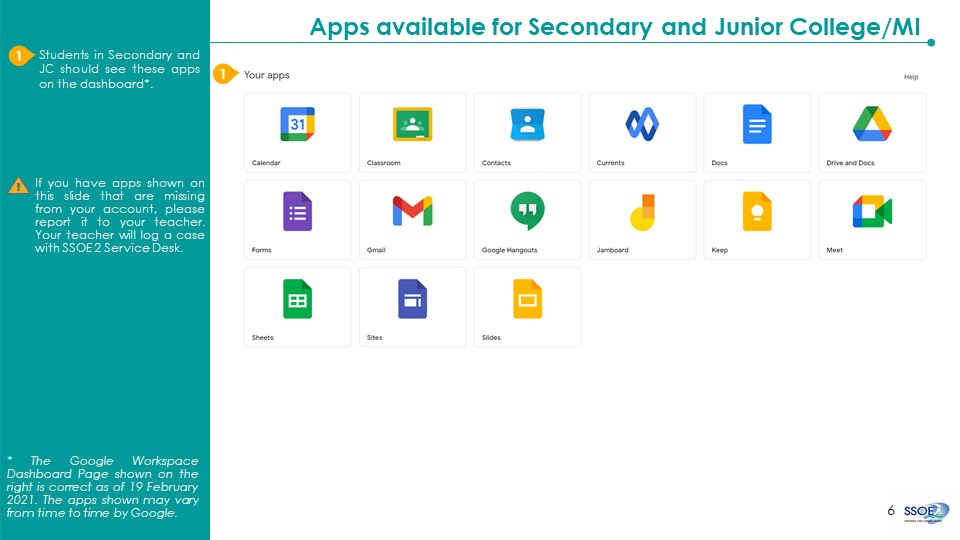 Apps available for Secondary and Junior College/MI
1
Students in Secondary and
JC should see these apps
on the dashboard*.
If you have apps shown on
this slide that are missing
from your account, please
report it to your teacher.
Your teacher will log a case
with SSOE2 Service Desk.
* The Google Workspace
Dashboard Page shown on the
right is correct as of 19 February
2021. The apps shown may vary
from time to time by Google.
1
Your apps
Help
31
Calendar
Classroom
Contacts
Currents
Docs
Drive and Docs
Forms
Gmail
Google Hangouts
Jamboard
Keep
Meet
Sheets
Sites
Slides
6
SSOE2